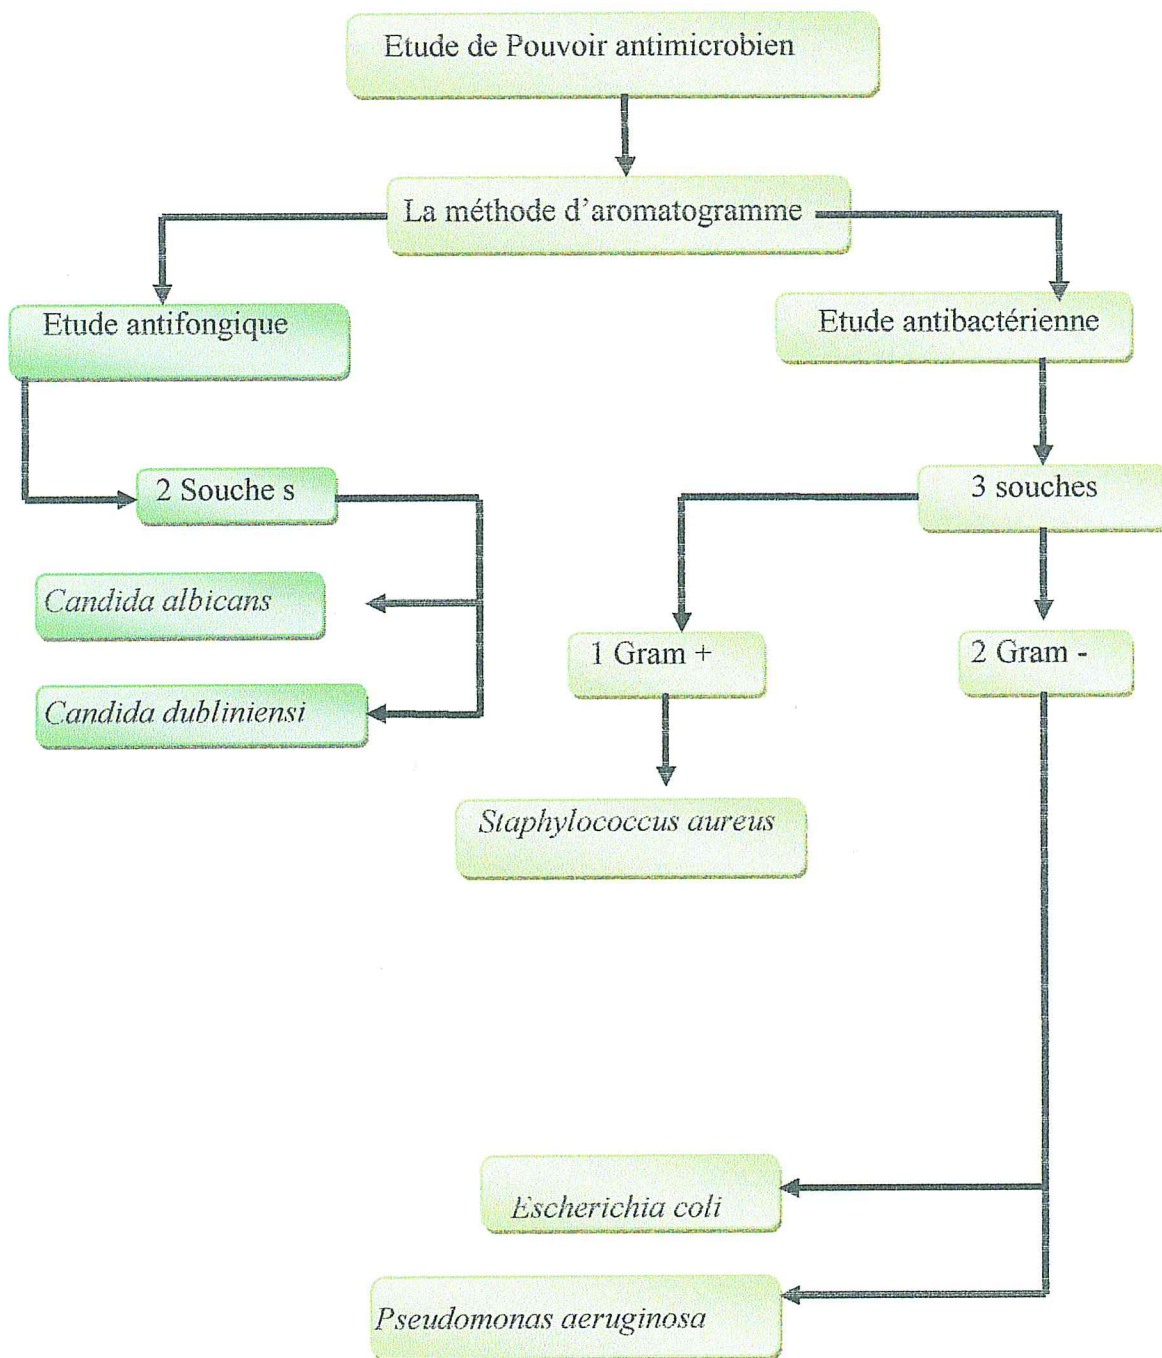 Etude de Pouvoir antimicrobien
La méthode d'aromatogramme
Etude antifongique
Etude antibactérienne
2 Souche s
3 souches
Candida albicans
1 Gram +
2 Gram -
Candida dubliniensi
Staphylococcus aureus
Escherichia coli
Pseudomonas aeruginosa